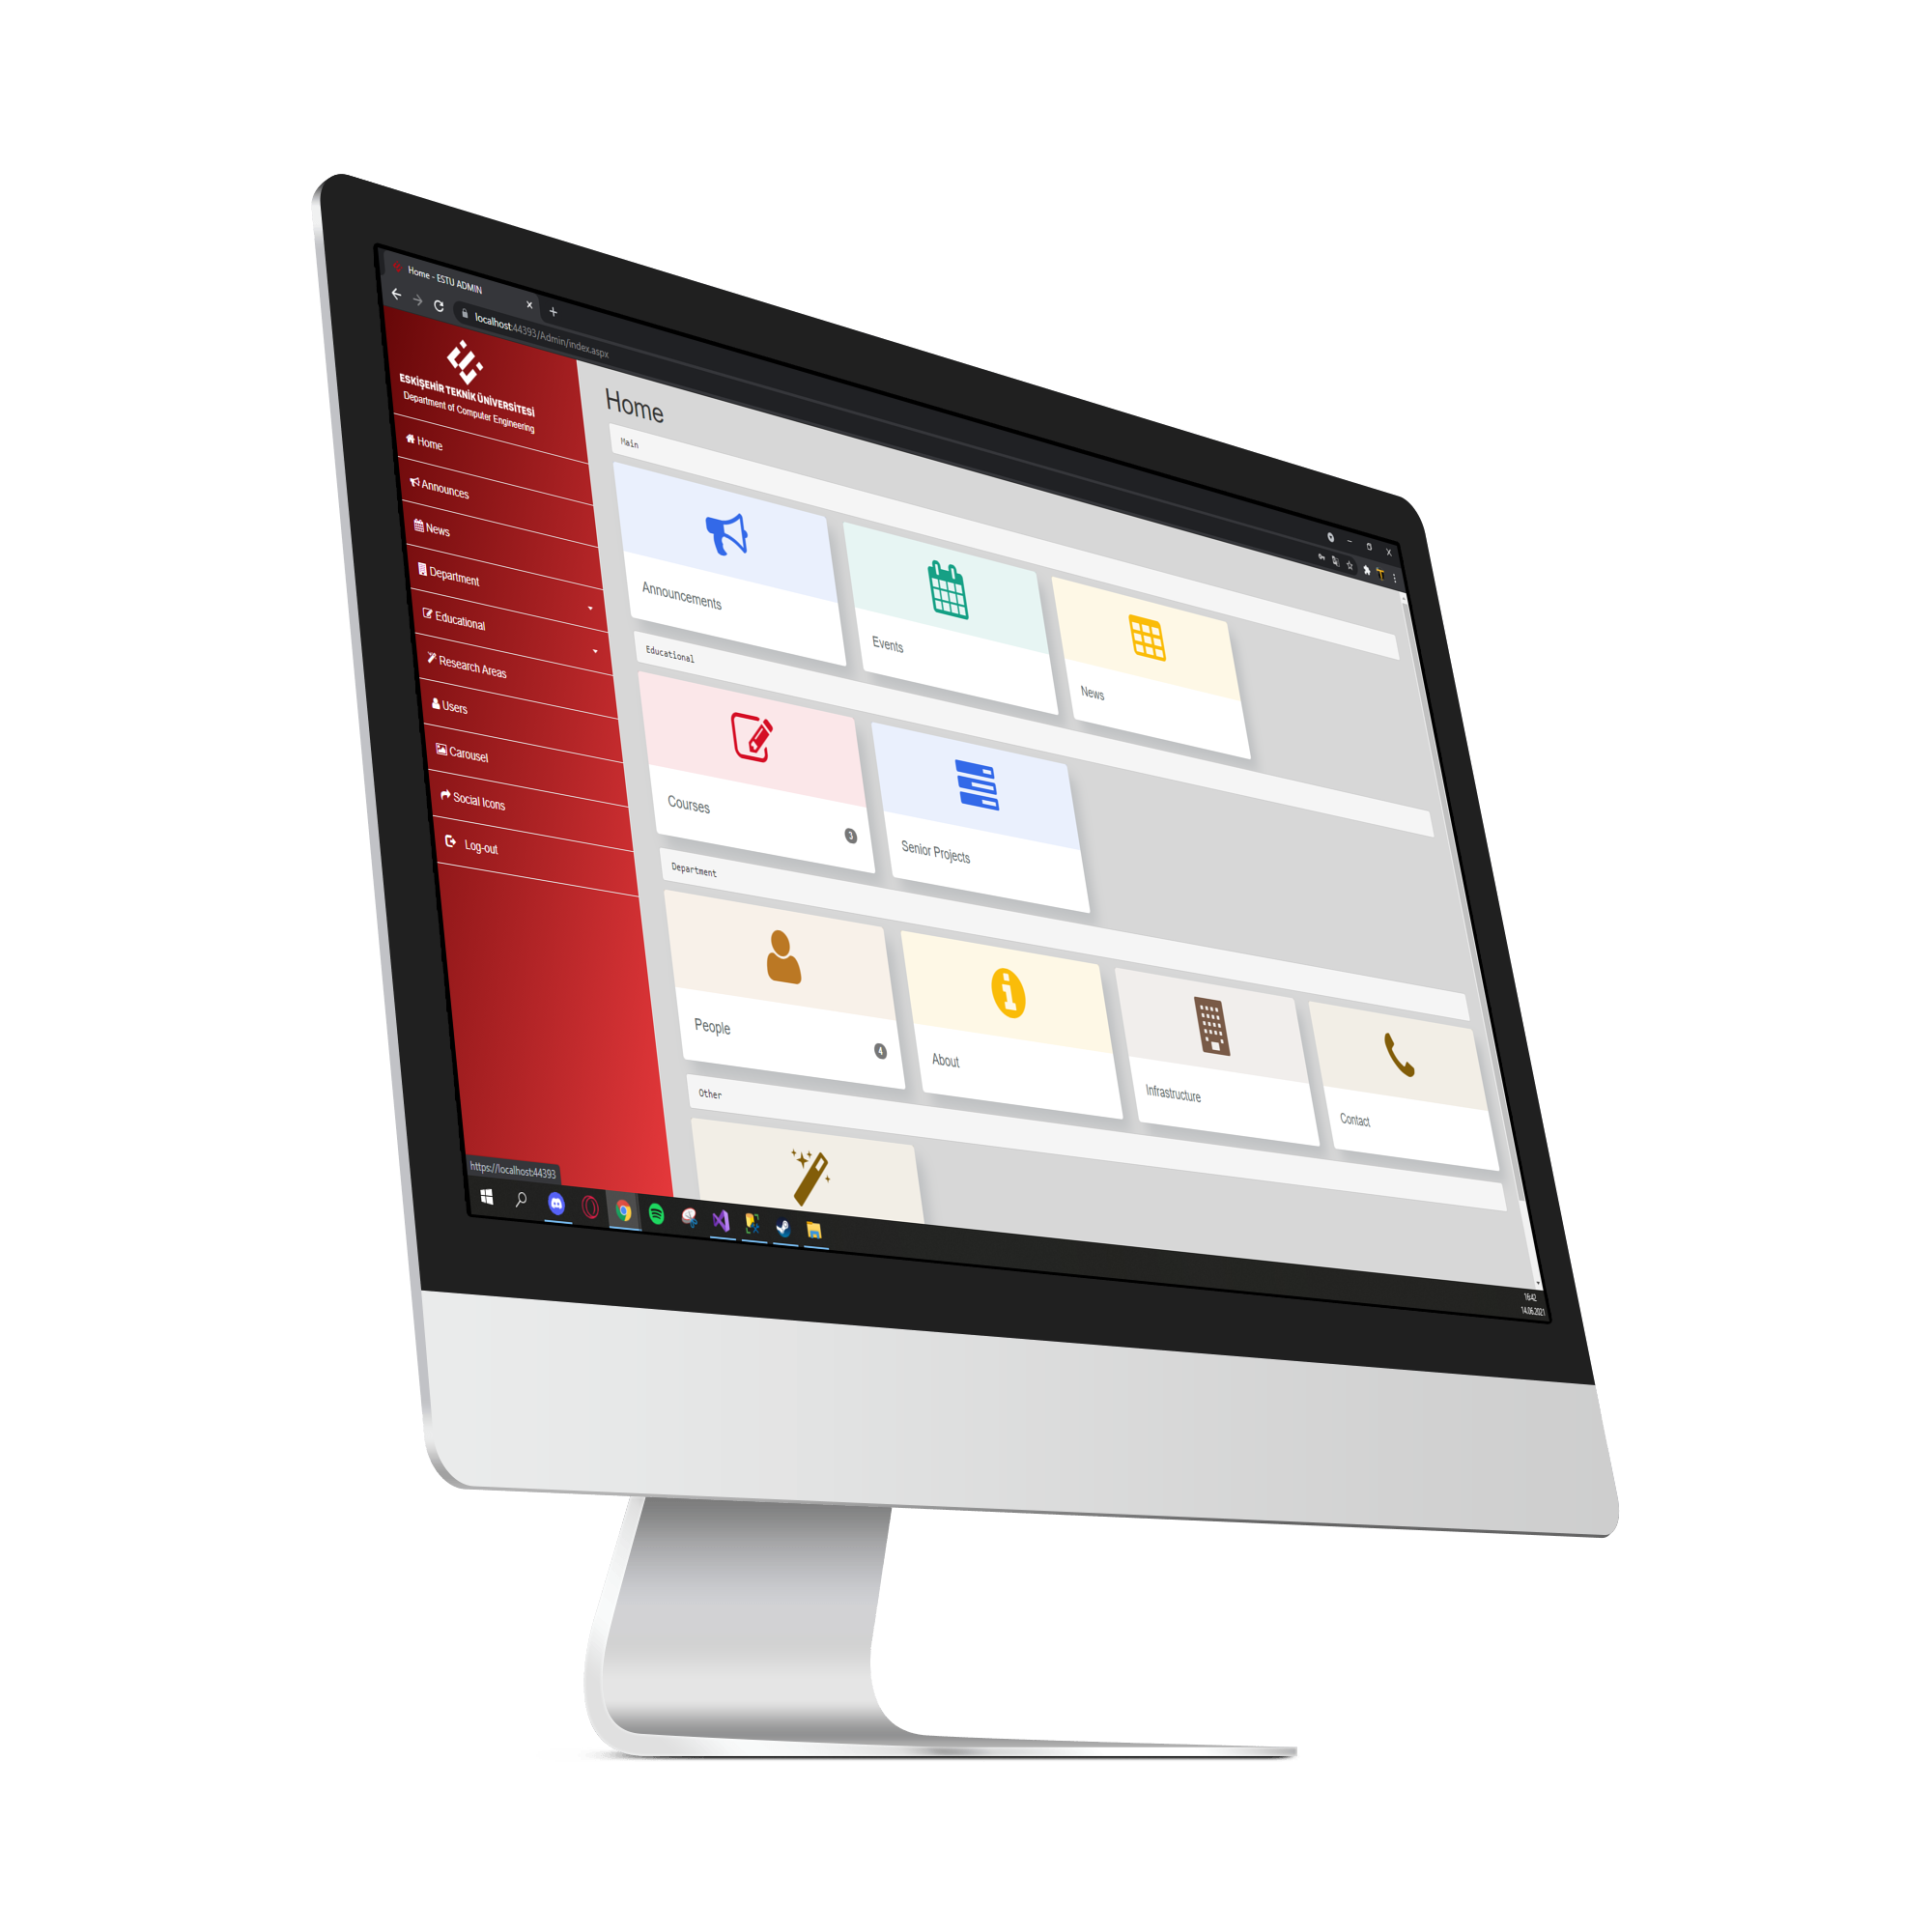 Home - ESTU ADMIN
localhost:44393/Admin/index.aspx
ESKİŞEHİR TEKNİK ÜNİVERSİTESİ
Department of Computer Engineering
Home
Announces
News
Department
Educational
Research Areas
Users
Carousel
Social Icons
Log-out
https://localhost:44393
Home
Main
Announcements
Events
News
Educational
Courses
3
Senior Projects
Department
People
4
About
Infrastructure
Contact
Other
16:42
14.06.2021